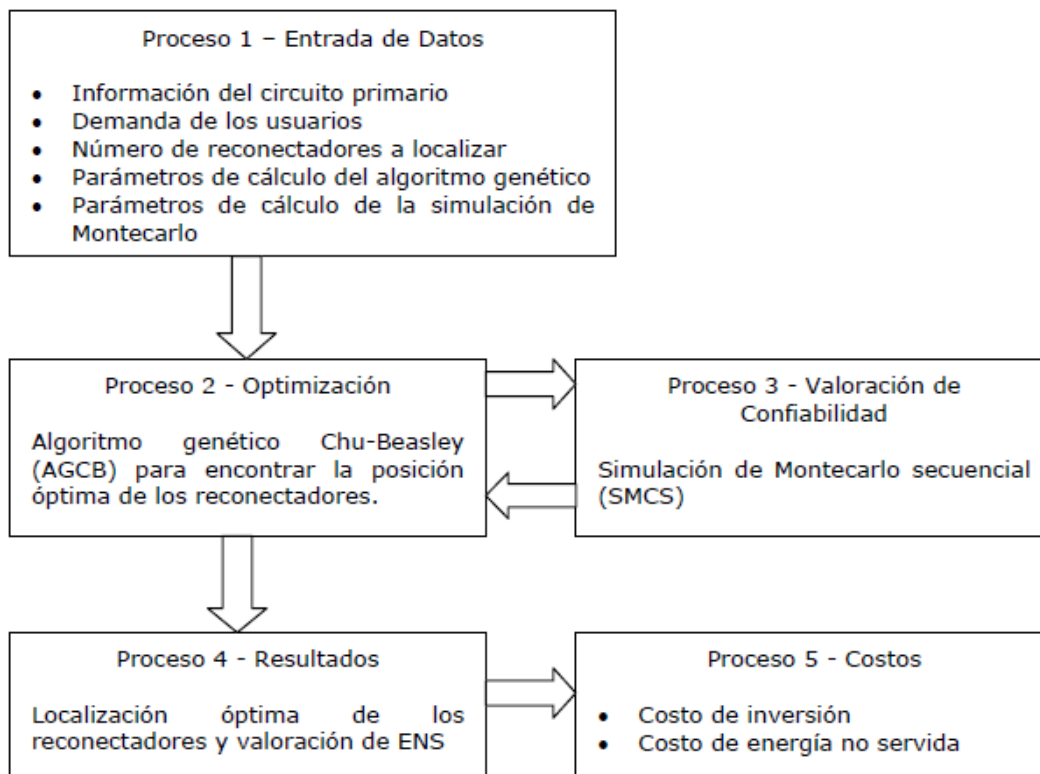 Proceso 1 – Entrada de Datos
• Información del circuito primario
• Demanda de los usuarios
• Número de reconectadores a localizar
• Parámetros de cálculo del algoritmo genético
• Parámetros de cálculo de la simulación de
Montecarlo
Proceso 2 - Optimización
Algoritmo genético Chu-Beasley
(AGCB) para encontrar la posición
óptima de los reconectadores.
Proceso 3 - Valoración de
Confiabilidad
Simulación de Montecarlo secuencial
(SMCS)
Proceso 4 - Resultados
Localización óptima de los
reconectadores y valoración de ENS
Proceso 5 - Costos
• Costo de inversión
• Costo de energía no servida